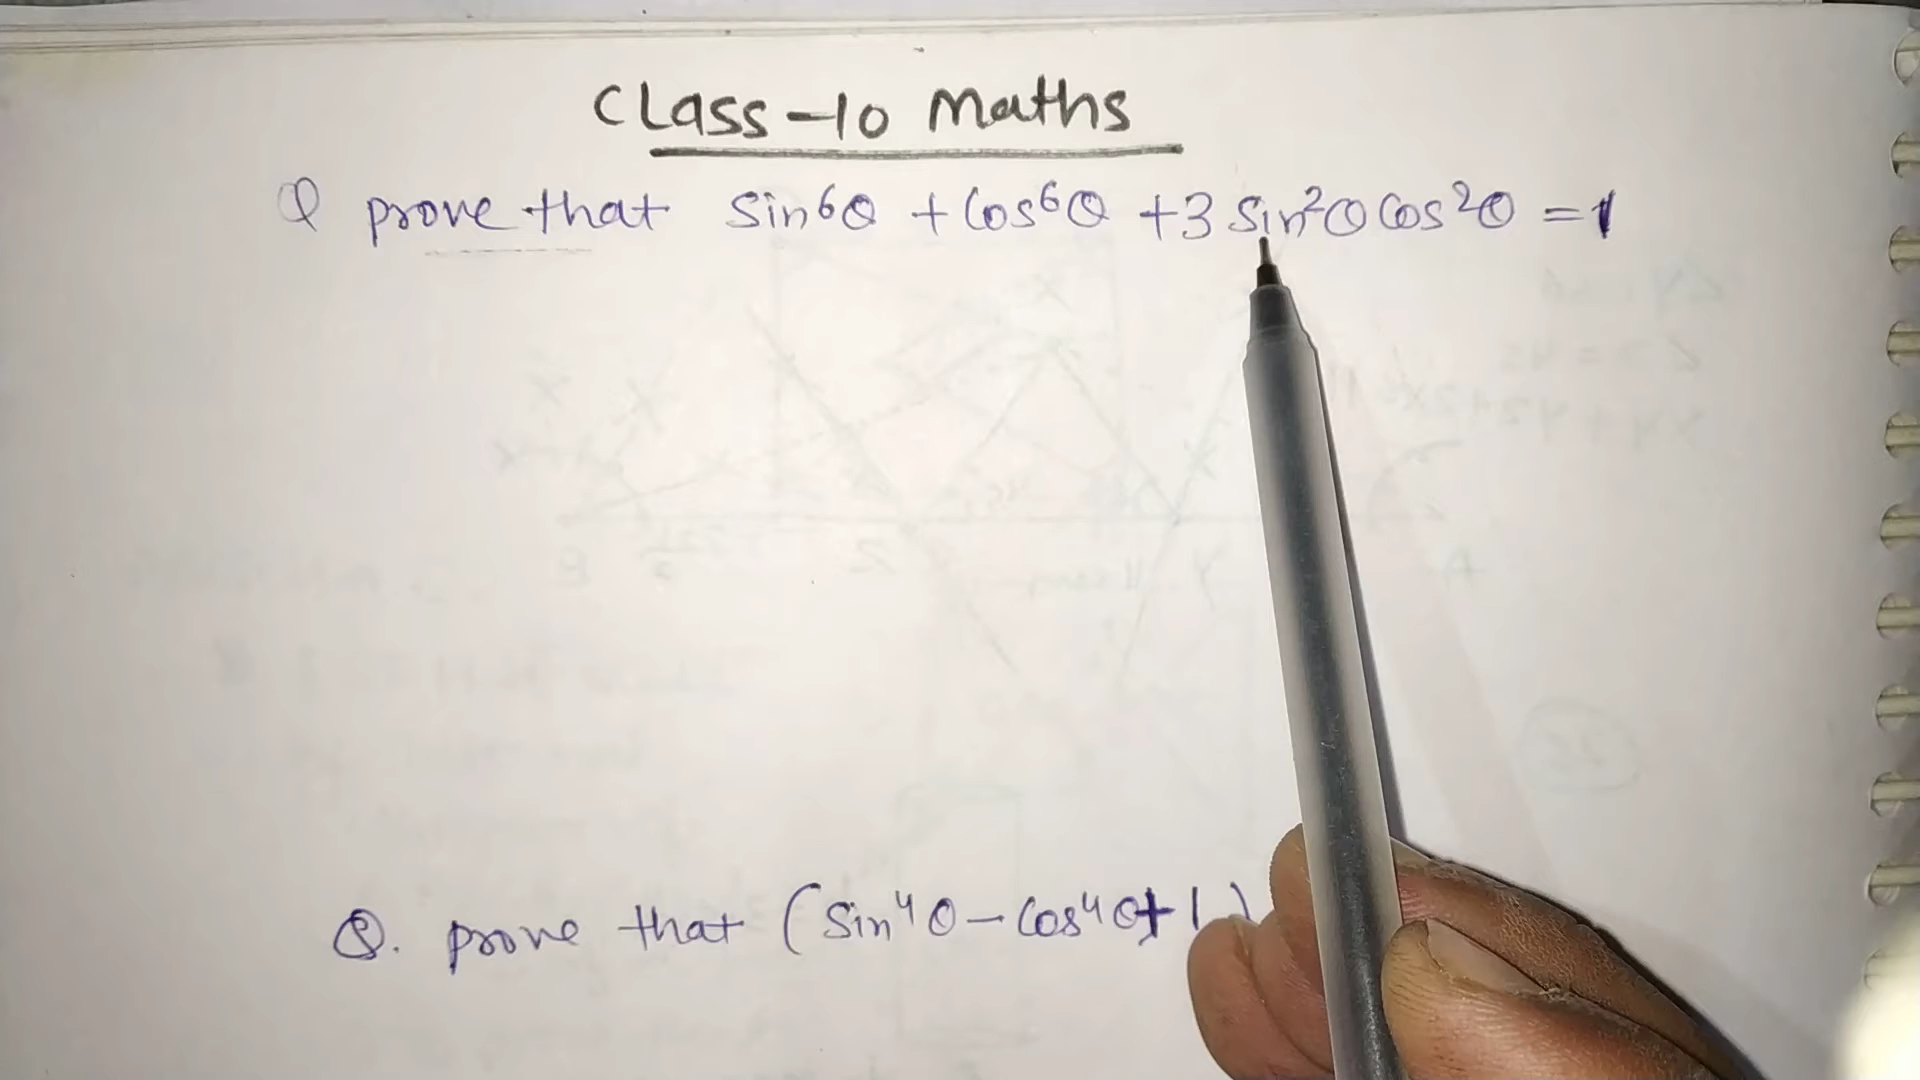 Class-10 Maths
Q prove that sin⁶θ + Cos⁶θ + 3 sin²θ Cos²θ = 1
Q. prove that (sin⁴θ - Cos⁴θ + 1)